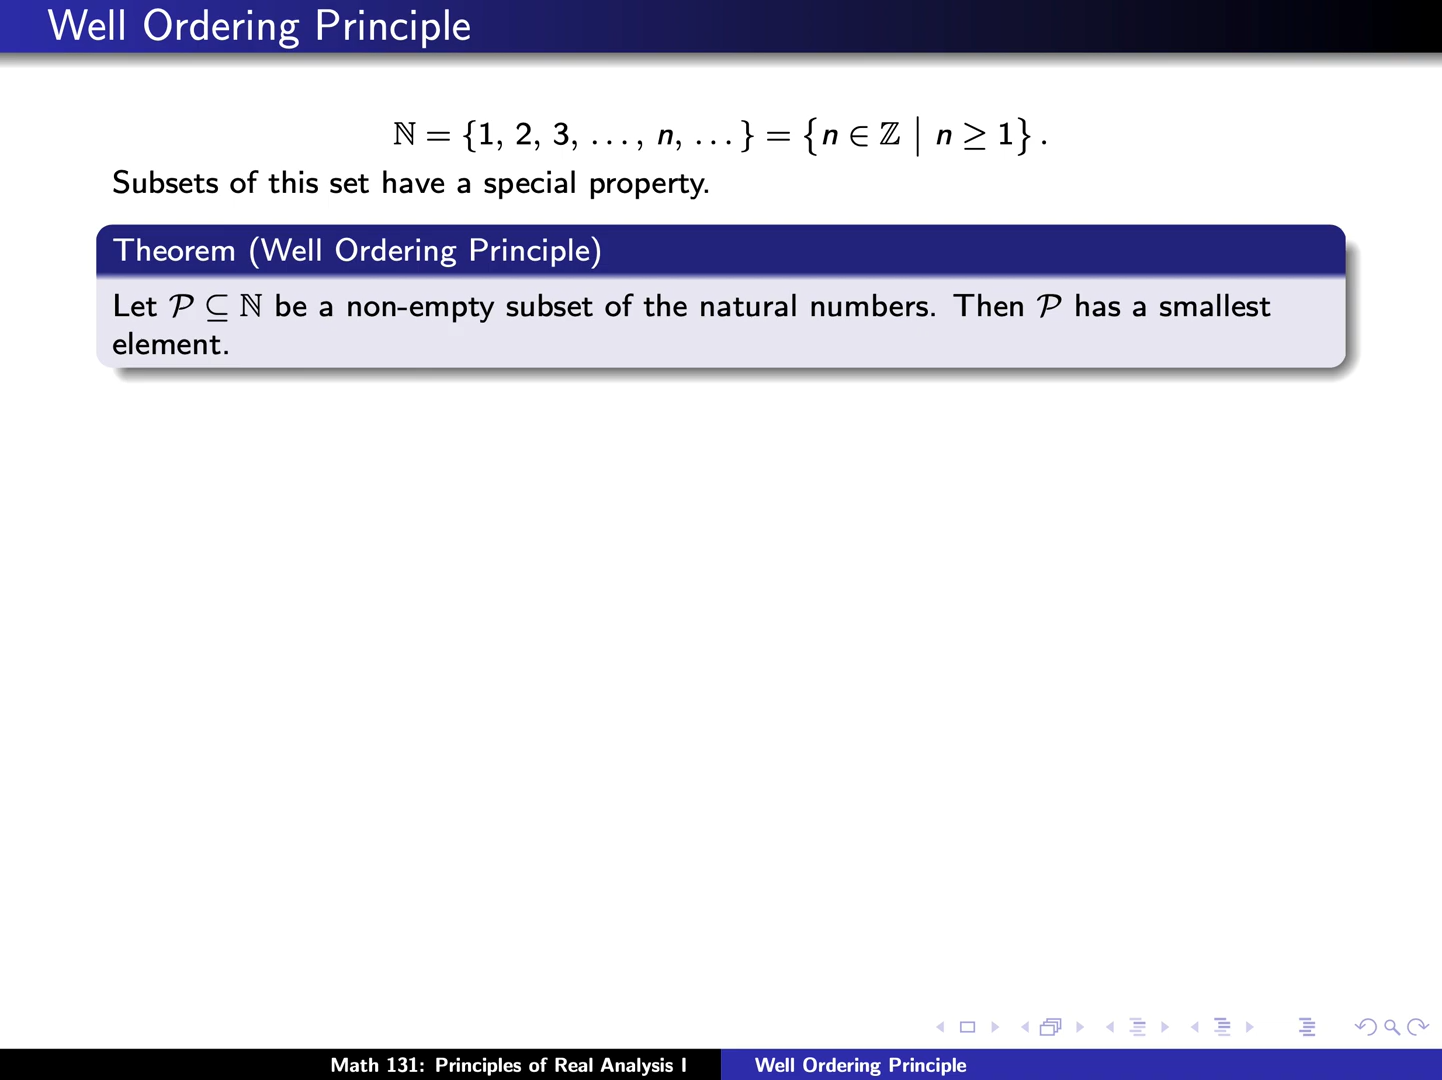 Well Ordering Principle
ℕ = {1, 2, 3, . . . , n, . . . } = {n ∈ ℤ | n ≥ 1} .
Subsets of this set have a special property.
Theorem (Well Ordering Principle)
Let 𝒫 ⊆ ℕ be a non-empty subset of the natural numbers. Then 𝒫 has a smallest
element.
Math 131: Principles of Real Analysis I
Well Ordering Principle